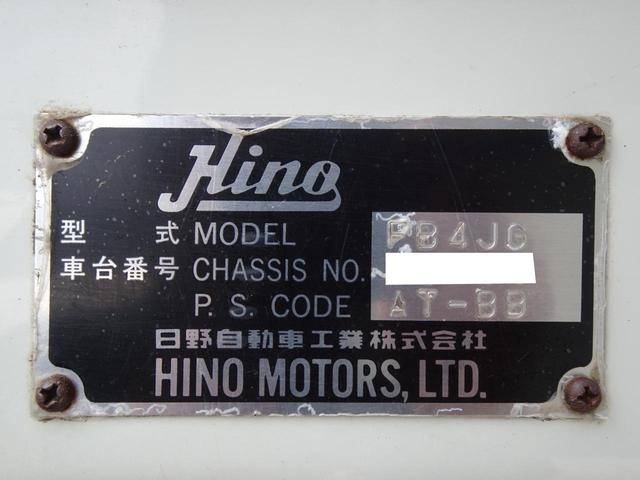 Hino
型 式 MODEL FB4JG
車台番号 CHASSIS NO.
P. S. CODE AT-BB
日野自動車工業株式会社
HINO MOTORS, LTD.